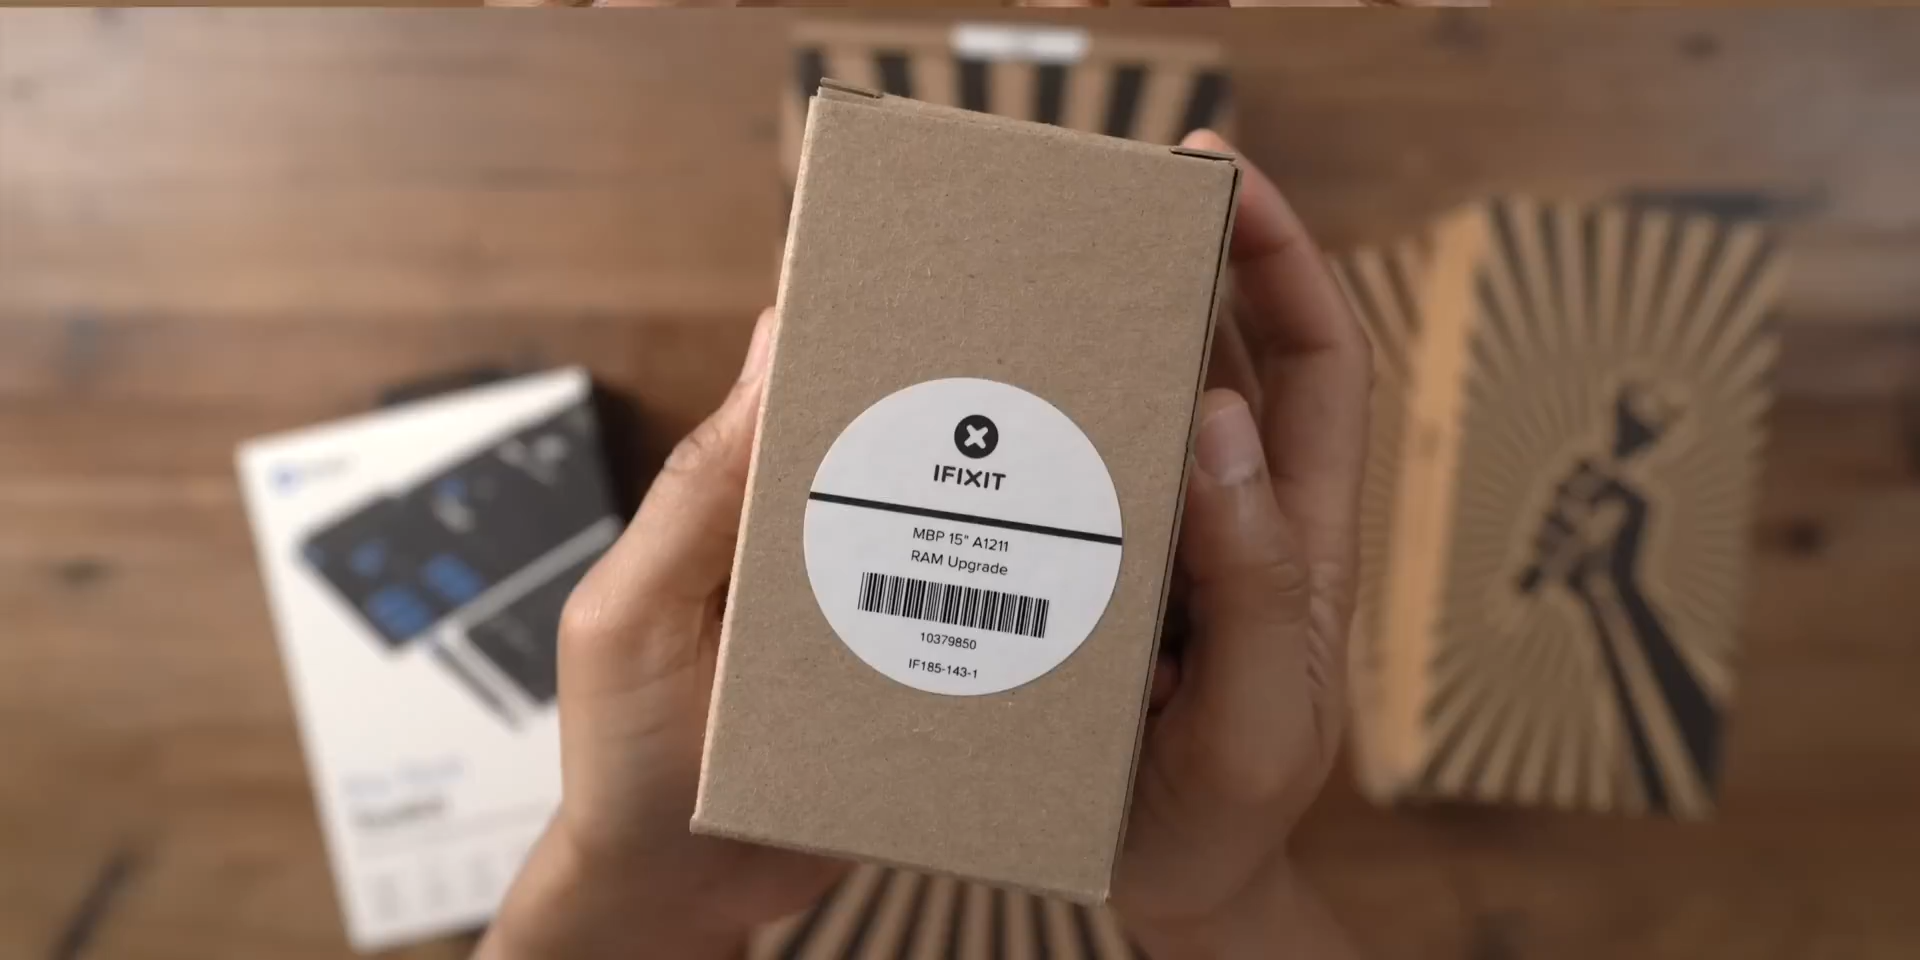 IFIXIT
MBP 15" A1211
RAM Upgrade
10379850
IF185-143-1